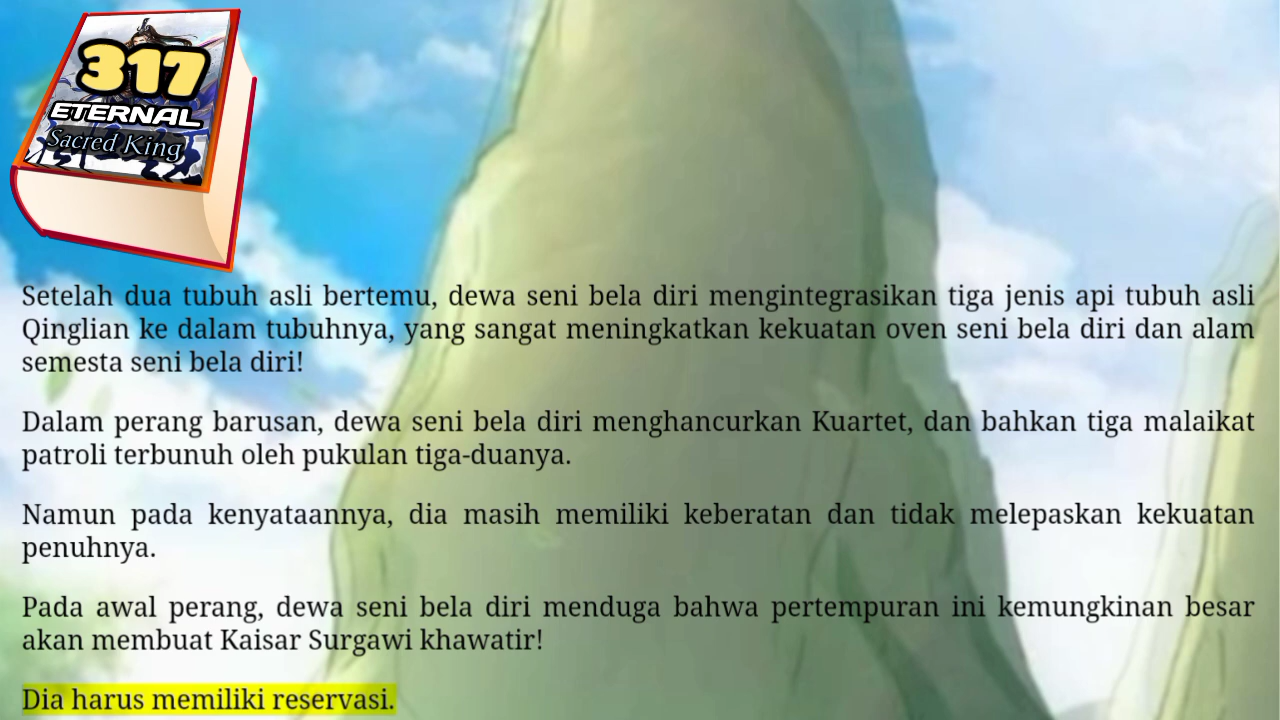 317
ETERNAL
Sacred King
Setelah dua tubuh asli bertemu, dewa seni bela diri mengintegrasikan tiga jenis api tubuh asli
Qinglian ke dalam tubuhnya, yang sangat meningkatkan kekuatan oven seni bela diri dan alam
semesta seni bela diri!
Dalam perang barusan, dewa seni bela diri menghancurkan Kuartet, dan bahkan tiga malaikat
patroli terbunuh oleh pukulan tiga-duanya.
Namun pada kenyataannya, dia masih memiliki keberatan dan tidak melepaskan kekuatan
penuhnya.
Pada awal perang, dewa seni bela diri menduga bahwa pertempuran ini kemungkinan besar
akan membuat Kaisar Surgawi khawatir!
Dia harus memiliki reservasi.